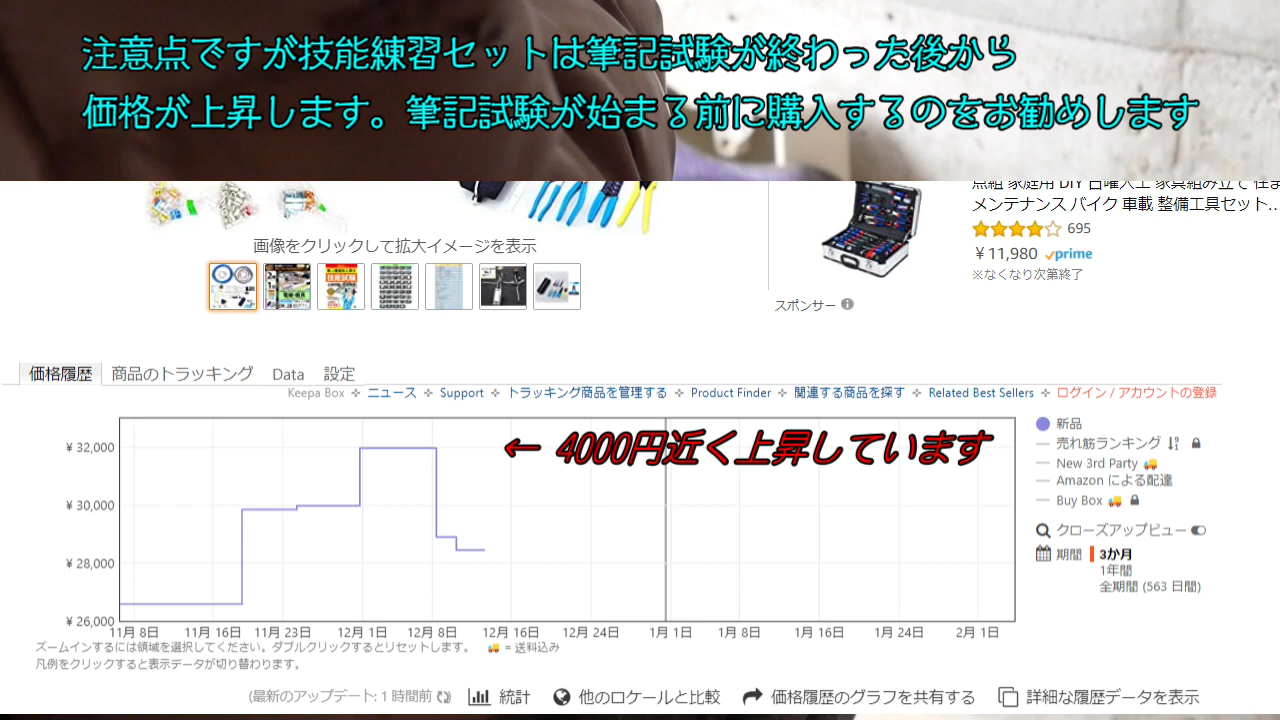 注意点ですが技能練習セットは筆記試験が終わった後から
価格が上昇します。筆記試験が始まる前に購入するのをお勧めします
メンテナンス バイク 車載 整備工具セット…
695
￥11,980 prime
※なくなり次第終了
画像をクリックして拡大イメージを表示
スポンサー
価格履歴 商品のトラッキング Data 設定
Keepa Box ニュース Support トラッキング商品を管理する Product Finder 関連する商品を探す Related Best Sellers ログイン / アカウントの登録
← 4000円近く上昇しています
¥ 32,000
¥ 30,000
¥ 28,000
¥ 26,000
11月 8日 11月 16日 11月 23日 12月 1日 12月 8日 12月 16日 12月 24日 1月 1日 1月 8日 1月 16日 1月 24日 2月 1日
新品
売れ筋ランキング
New 3rd Party
Amazon による配達
Buy Box
クローズアップビュー
期間 3か月
1年間
全期間 (563 日間)
ズームインするには領域を選択してください。ダブルクリックするとリセットします。 = 送料込み
凡例をクリックすると表示データが切り替わります。
(最新のアップデート: 1 時間前 統計 他のロケールと比較 価格履歴のグラフを共有する 詳細な履歴データを表示